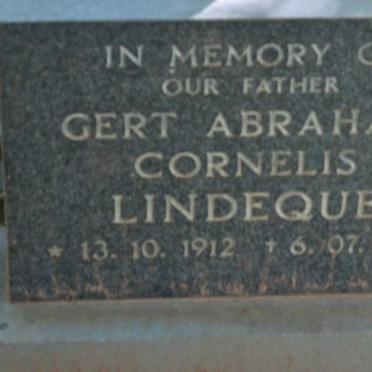 IN MEMORY
OUR FATHER
GERT ABRAHA
CORNELIS
LINDEQUE
* 13. 10. 1912 † 6. 07.